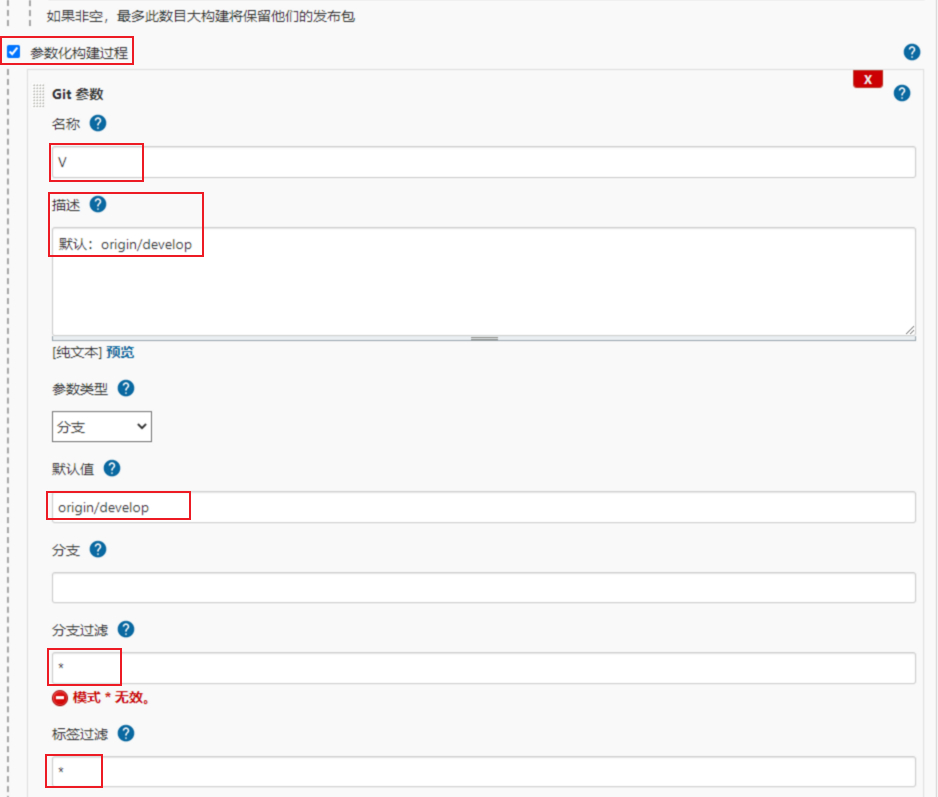 如果非空，最多此数目大构建将保留他们的发布包
参数化构建过程 ?
X
Git 参数 ?
名称 ?
V
描述 ?
默认：origin/develop
[纯文本] 预览
参数类型 ?
分支
默认值 ?
origin/develop
分支 ?
分支过滤 ?
*
模式 * 无效。
标签过滤 ?
*